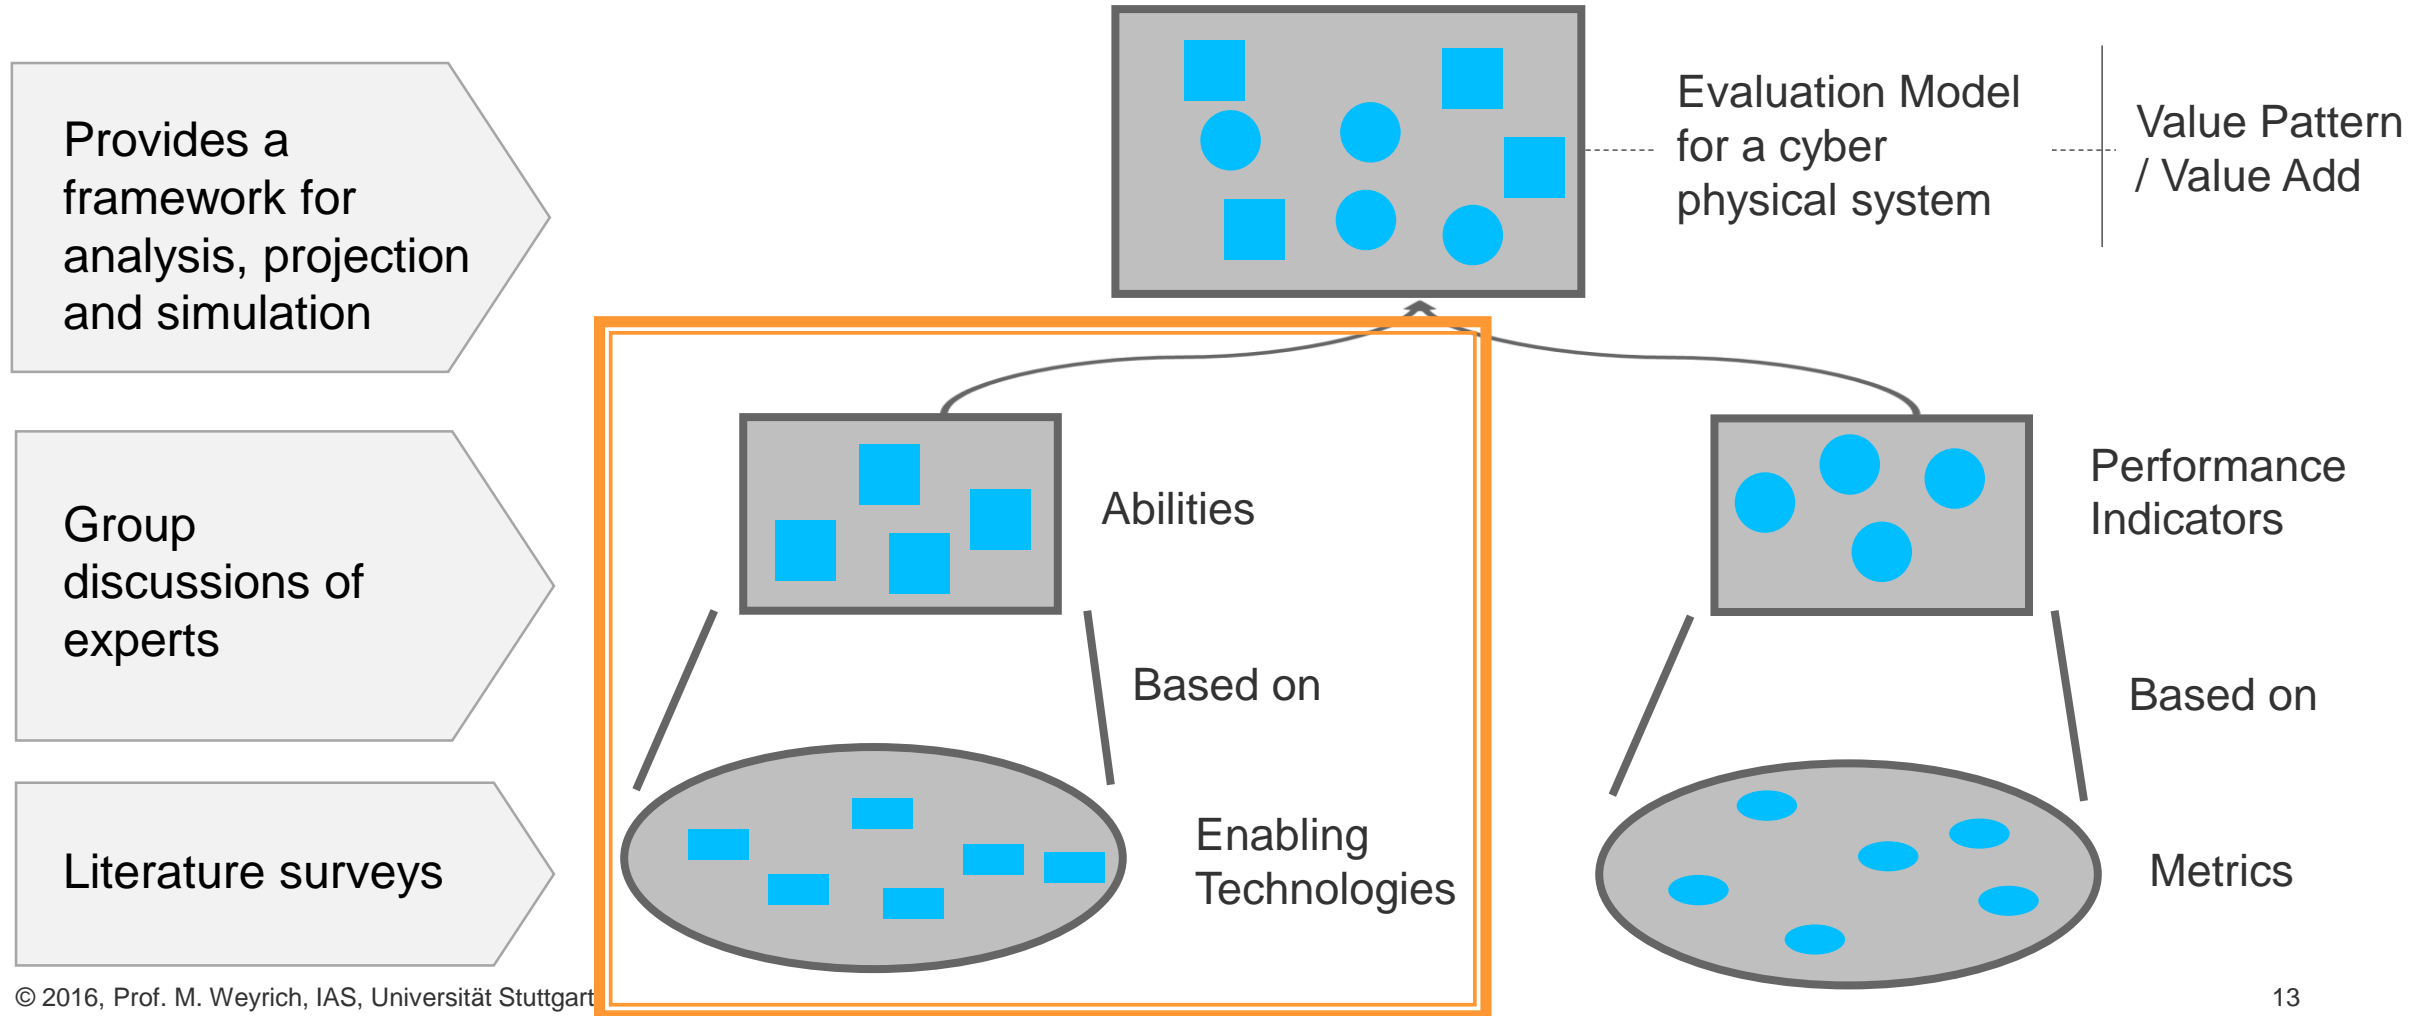 Provides a
framework for
analysis, projection
and simulation
Evaluation Model
for a cyber
physical system
Value Pattern
/ Value Add
Group
discussions of
experts
Abilities
Performance
Indicators
Based on
Based on
Literature surveys
Enabling
Technologies
Metrics
© 2016, Prof. M. Weyrich, IAS, Universität Stuttgart
13